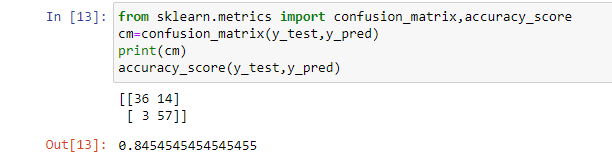 In [13]: from sklearn.metrics import confusion_matrix,accuracy_score
cm=confusion_matrix(y_test,y_pred)
print(cm)
accuracy_score(y_test,y_pred)
[[36 14]
 [ 3 57]]
Out[13]: 0.8454545454545455